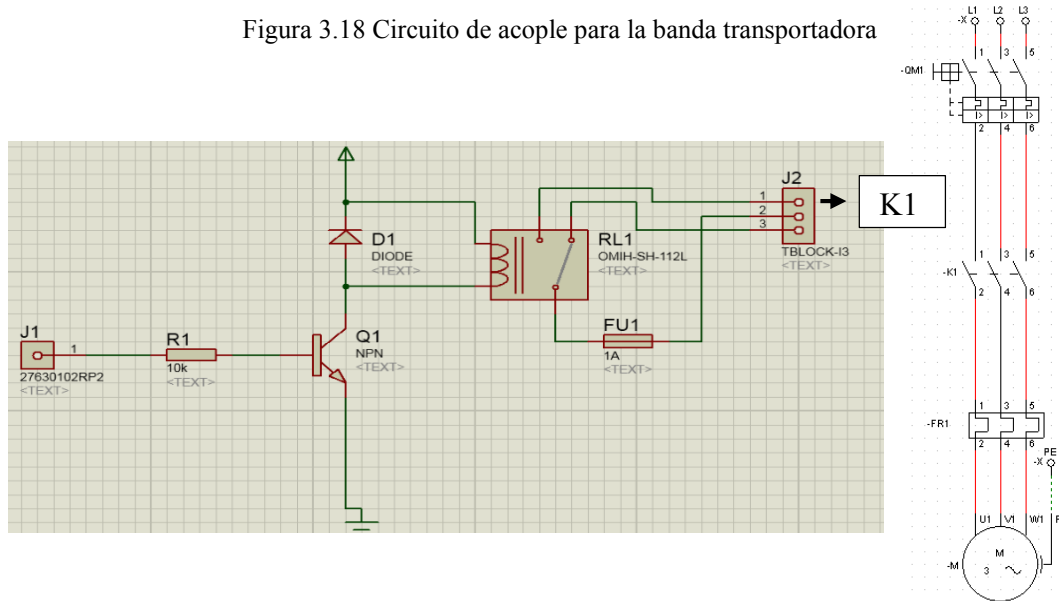 Figura 3.18 Circuito de acople para la banda transportadora
J1
1
27630102RP2
<TEXT>
R1
10k
<TEXT>
D1
DIODE
<TEXT>
Q1
NPN
<TEXT>
RL1
OMIH-SH-112L
<TEXT>
FU1
1A
<TEXT>
J2
1
2
3
TBLOCK-I3
<TEXT>
K1
L1 L2 L3
-X
1 3 5
-QM1
I> I> I>
2 4 6
1 3 5
-K1
2 4 6
1 3 5
-FR1
2 4 6
PE
-X
U1 V1 W1 P
-M
M
3